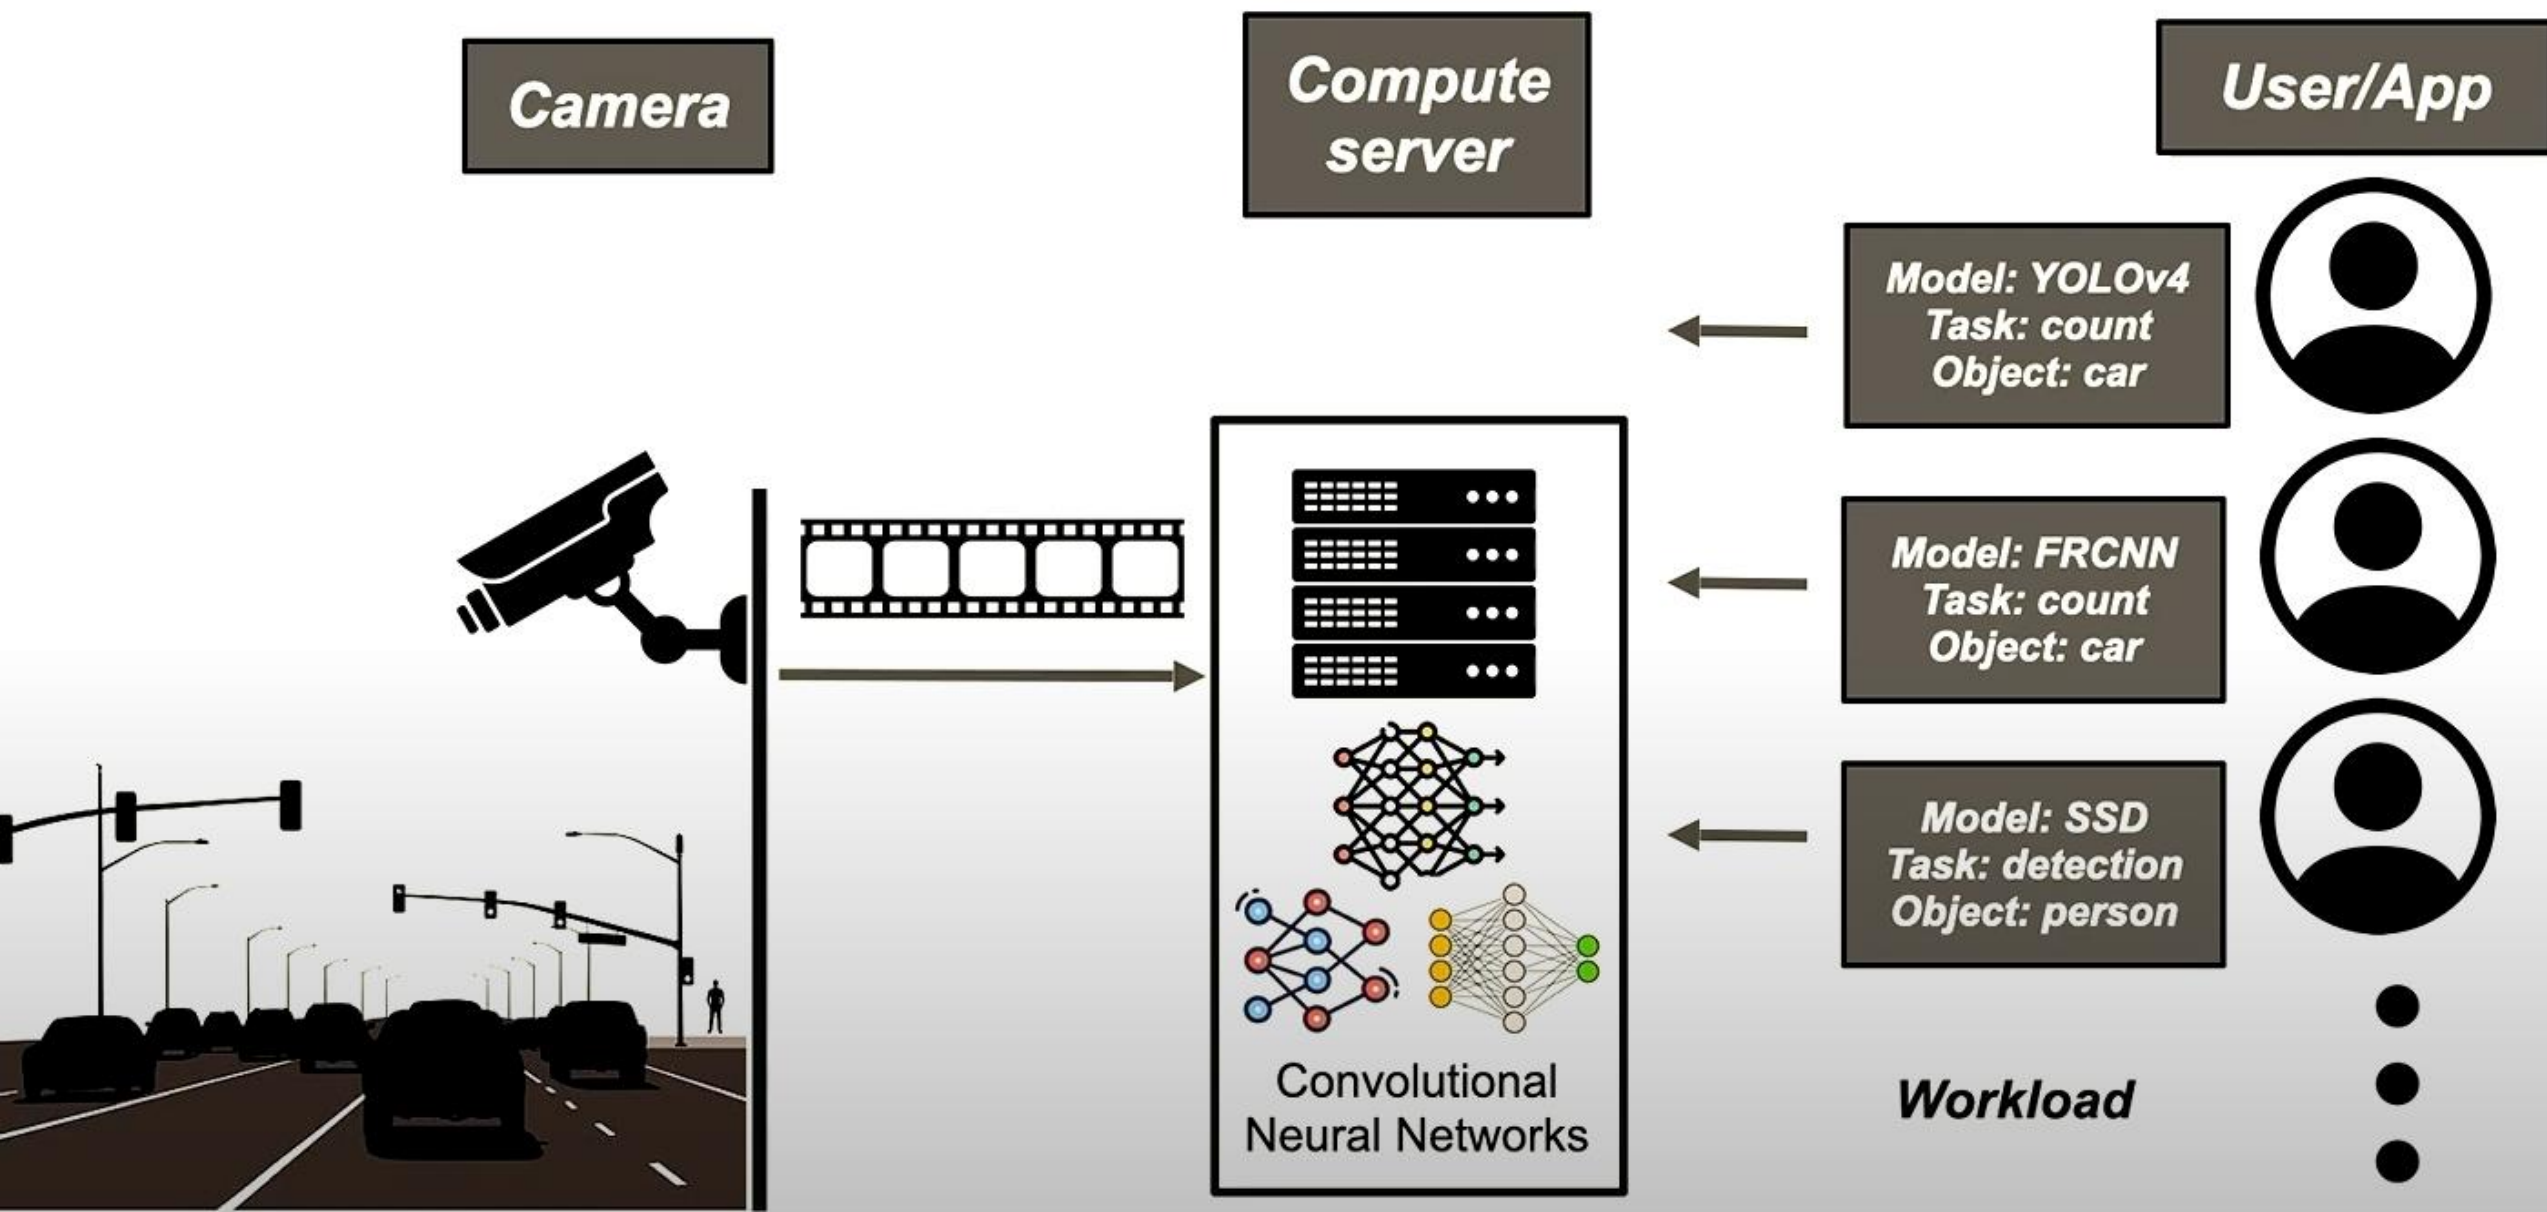 Camera
Compute
server
User/App
Model: YOLOv4
Task: count
Object: car
Model: FRCNN
Task: count
Object: car
Model: SSD
Task: detection
Object: person
Convolutional
Neural Networks
Workload